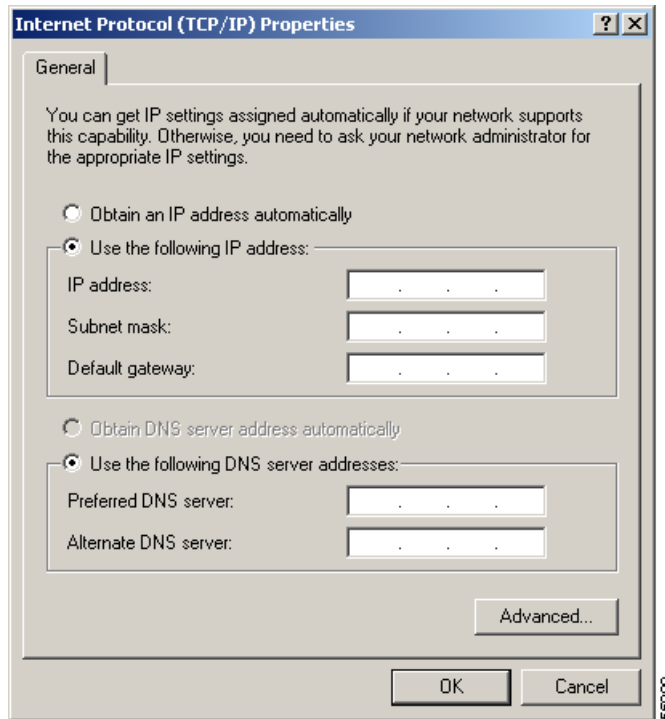 Internet Protocol (TCP/IP) Properties
General
You can get IP settings assigned automatically if your network supports
this capability. Otherwise, you need to ask your network administrator for
the appropriate IP settings.
Obtain an IP address automatically
Use the following IP address:
IP address:
Subnet mask:
Default gateway:
Obtain DNS server address automatically
Use the following DNS server addresses:
Preferred DNS server:
Alternate DNS server:
Advanced...
OK
Cancel